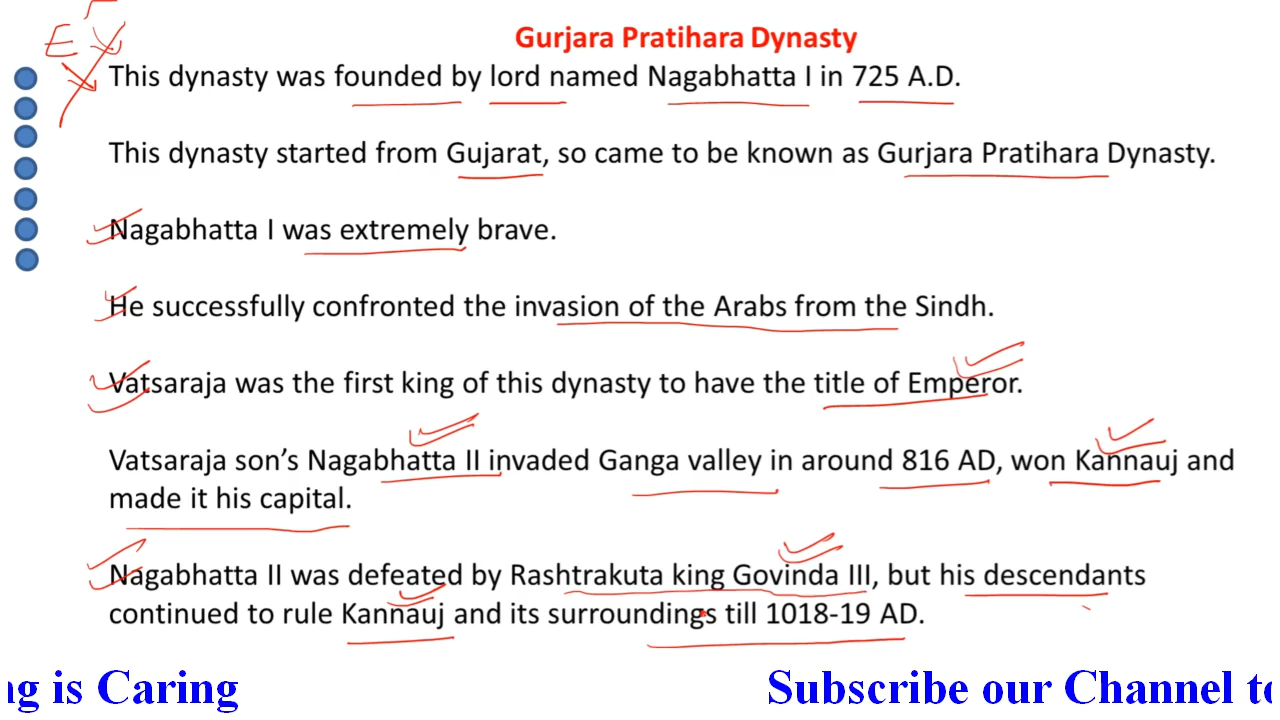 Gurjara Pratihara Dynasty
This dynasty was founded by lord named Nagabhatta I in 725 A.D.
This dynasty started from Gujarat, so came to be known as Gurjara Pratihara Dynasty.
Nagabhatta I was extremely brave.
He successfully confronted the invasion of the Arabs from the Sindh.
Vatsaraja was the first king of this dynasty to have the title of Emperor.
Vatsaraja son's Nagabhatta II invaded Ganga valley in around 816 AD, won Kannauj and
made it his capital.
Nagabhatta II was defeated by Rashtrakuta king Govinda III, but his descendants
continued to rule Kannauj and its surroundings till 1018-19 AD.
ng is Caring
Subscribe our Channel to